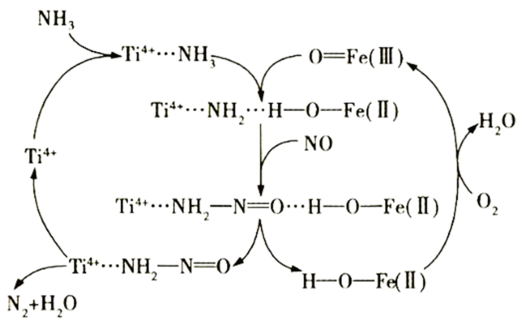 NH₃
Ti⁴⁺···NH₃ O=Fe(Ⅲ)
Ti⁴⁺···NH₂···H—O—Fe(Ⅱ)
H₂O
NO
Ti⁴⁺
O₂
Ti⁴⁺···NH₂—N=O···H—O—Fe(Ⅱ)
Ti⁴⁺···NH₂—N=O
H—O—Fe(Ⅱ)
N₂+H₂O